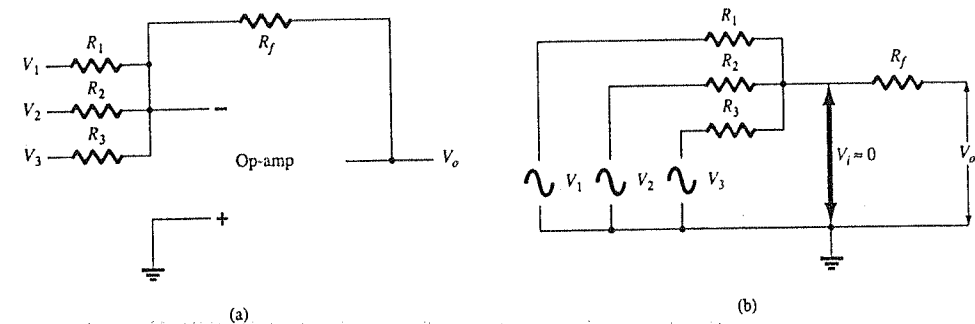 R1
Rf
V1
R2
V2
−
R3
V3
Op-amp
Vo
+
(a)
R1
R2
Rf
R3
Vi ≈ 0
Vo
V1
V2
V3
(b)